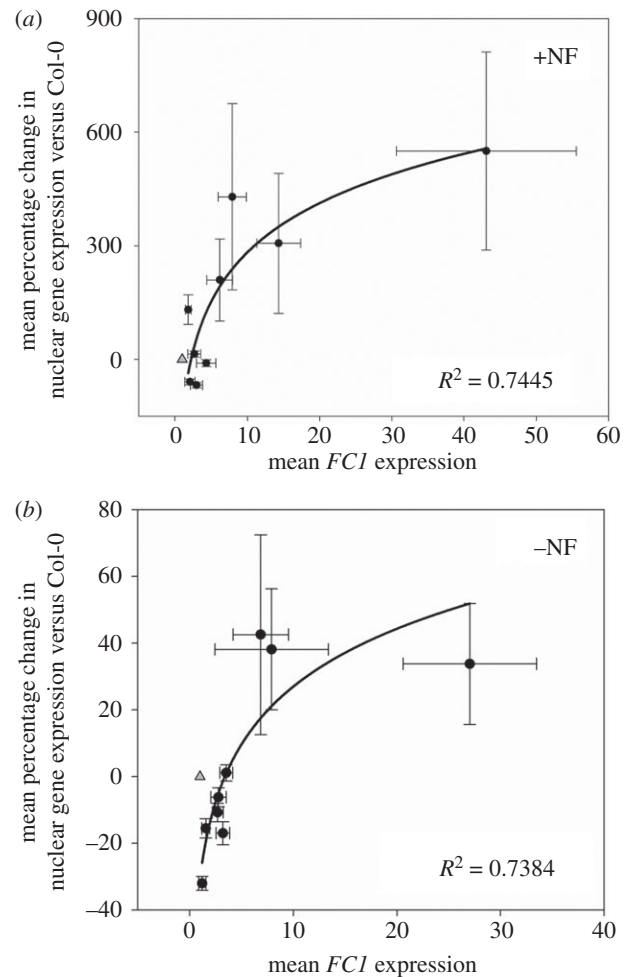 (a)
900
600
300
0
mean percentage change in
nuclear gene expression versus Col-0
+NF
R² = 0.7445
0 10 20 30 40 50 60
mean FC1 expression
(b)
80
60
40
20
0
–20
–40
mean percentage change in
nuclear gene expression versus Col-0
–NF
R² = 0.7384
0 10 20 30 40
mean FC1 expression